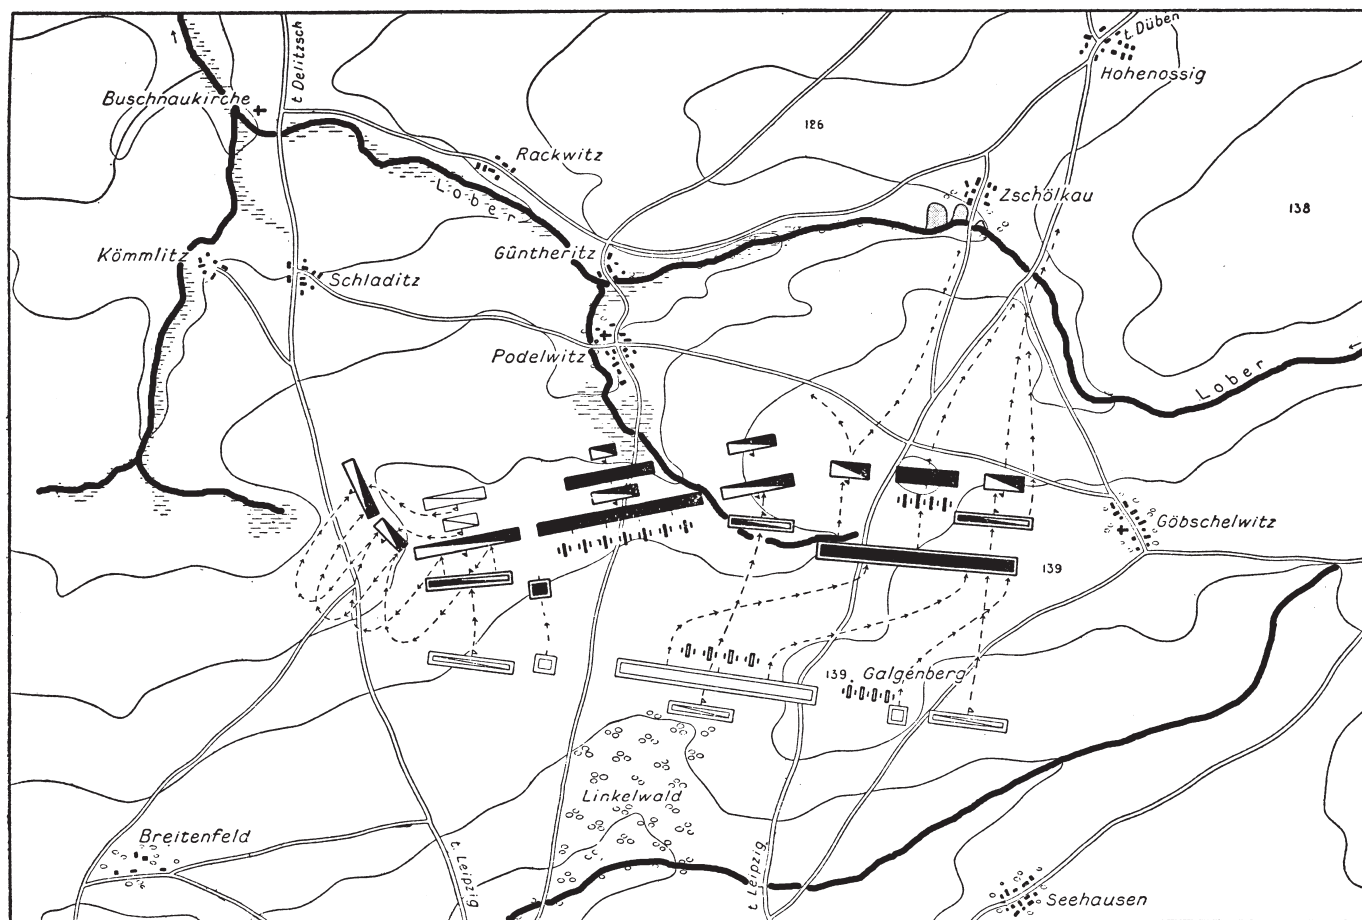 t. Düben
Hohenossig
t Delitzsch
Buschnaukirche
126
Rackwitz
Lober
Zschölkau
138
Kömmlitz
Güntheritz
Schladitz
Podelwitz
Lober
Göbschelwitz
139
139. Galgenberg
Linkelwald
Breitenfeld
t. Leipzig
t Leipzig
Seehausen